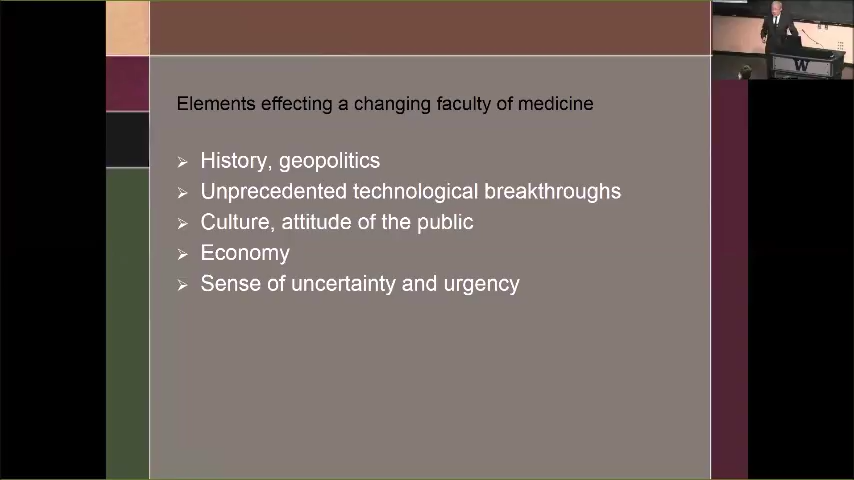 Elements effecting a changing faculty of medicine
History, geopolitics
Unprecedented technological breakthroughs
Culture, attitude of the public
Economy
Sense of uncertainty and urgency
W